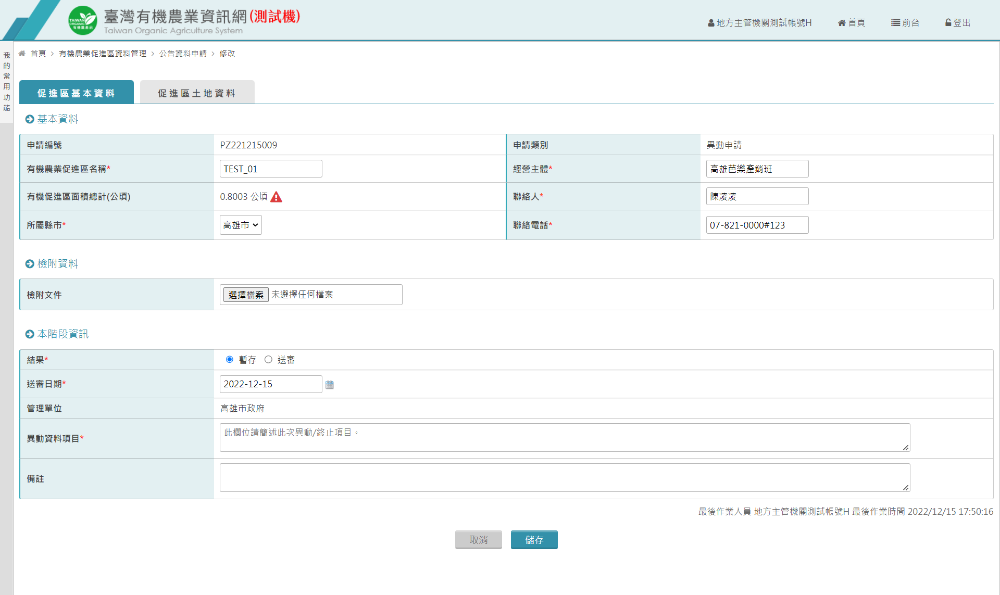 臺灣有機農業資訊網(測試機)
Taiwan Organic Agriculture System
TAIWAN ORGANIC
有機農產品
地方主管機關測試帳號H 首頁 前台 登出
我的常用功能
首頁 > 有機農業促進區資料管理 > 公告資料申請 > 修改
促進區基本資料 促進區土地資料
基本資料
申請編號 PZ221215009 申請類別 異動申請
有機農業促進區名稱* TEST_01 經營主體* 高雄芭樂產銷班
有機促進區面積總計(公頃) 0.8003 公頃 聯絡人* 陳凌凌
所屬縣市* 高雄市 聯絡電話* 07-821-0000#123
檢附資料
檢附文件 選擇檔案 未選擇任何檔案
本階段資訊
結果* 暫存 送審
送審日期* 2022-12-15
管理單位 高雄市政府
異動資料項目* 此欄位請簡述此次異動/終止項目。
備註
最後作業人員 地方主管機關測試帳號H 最後作業時間 2022/12/15 17:50:16
取消 儲存